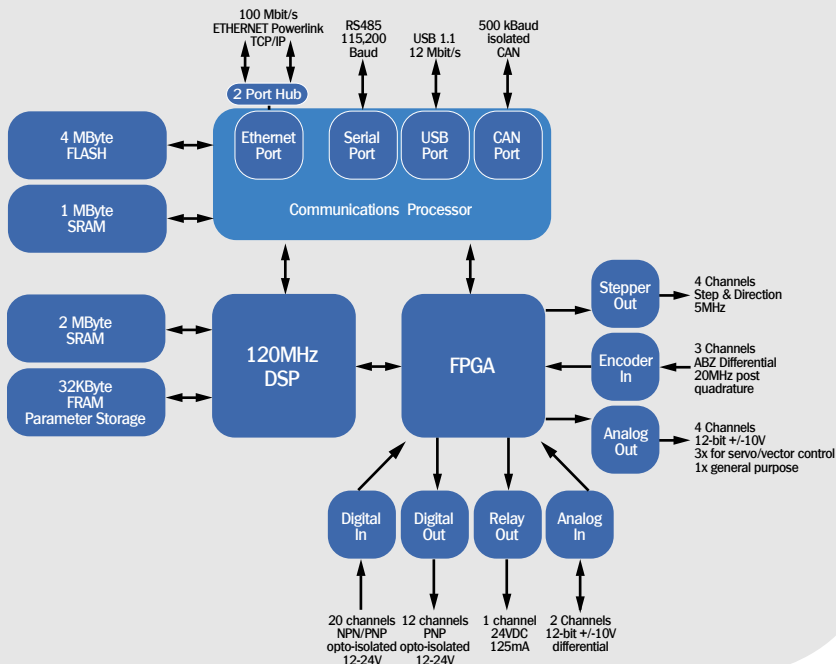 100 Mbit/s
ETHERNET Powerlink
TCP/IP
RS485
115,200
Baud
USB 1.1
12 Mbit/s
500 kBaud
isolated
CAN
2 Port Hub
4 MByte
FLASH
Ethernet
Port
Serial
Port
USB
Port
CAN
Port
1 MByte
SRAM
Communications Processor
Stepper
Out
4 Channels
Step & Direction
5MHz
2 MByte
SRAM
120MHz
DSP
FPGA
Encoder
In
3 Channels
ABZ Differential
20MHz post
quadrature
32KByte
FRAM
Parameter Storage
Analog
Out
4 Channels
12-bit +/-10V
3x for servo/vector control
1x general purpose
Digital
In
Digital
Out
Relay
Out
Analog
In
20 channels
NPN/PNP
opto-isolated
12-24V
12 channels
PNP
opto-isolated
12-24V
1 channel
24VDC
125mA
2 Channels
12-bit +/-10V
differential